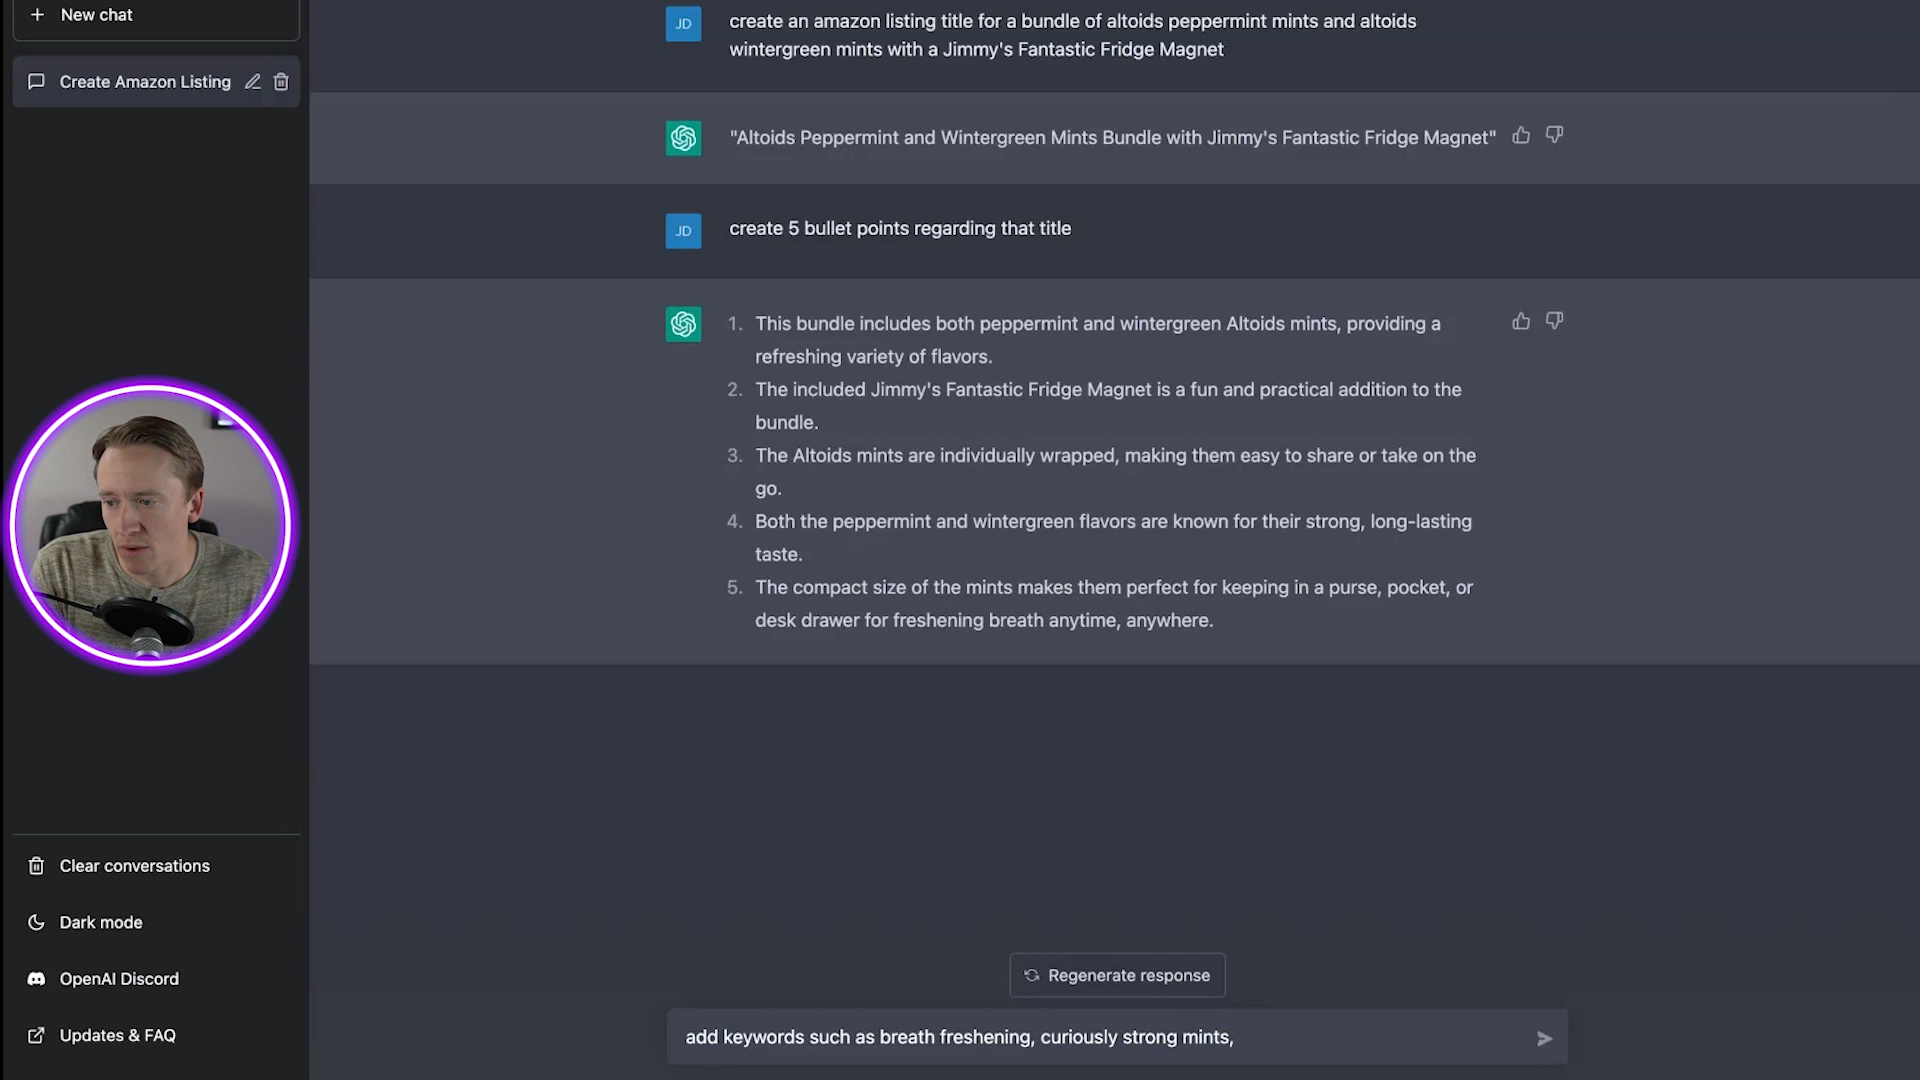 New chat
Create Amazon Listing
JD
create an amazon listing title for a bundle of altoids peppermint mints and altoids
wintergreen mints with a Jimmy's Fantastic Fridge Magnet
"Altoids Peppermint and Wintergreen Mints Bundle with Jimmy's Fantastic Fridge Magnet"
JD
create 5 bullet points regarding that title
1. This bundle includes both peppermint and wintergreen Altoids mints, providing a
refreshing variety of flavors.
2. The included Jimmy's Fantastic Fridge Magnet is a fun and practical addition to the
bundle.
3. The Altoids mints are individually wrapped, making them easy to share or take on the
go.
4. Both the peppermint and wintergreen flavors are known for their strong, long-lasting
taste.
5. The compact size of the mints makes them perfect for keeping in a purse, pocket, or
desk drawer for freshening breath anytime, anywhere.
Clear conversations
Dark mode
OpenAI Discord
Updates & FAQ
Regenerate response
add keywords such as breath freshening, curiously strong mints,